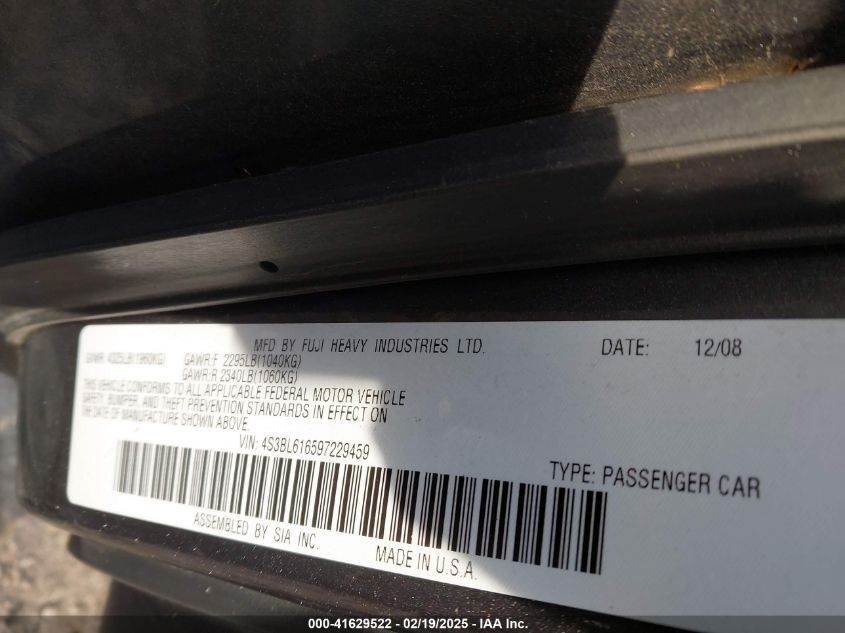 MFD BY FUJI HEAVY INDUSTRIES LTD. DATE: 12/08
GVWR 4325LB(1960KG) GAWR:F 2295LB(1040KG)
GAWR:R 2340LB(1060KG)
THIS VEHICLE CONFORMS TO ALL APPLICABLE FEDERAL MOTOR VEHICLE
SAFETY, BUMPER, AND THEFT PREVENTION STANDARDS IN EFFECT ON
THE DATE OF MANUFACTURE SHOWN ABOVE.
VIN: 4S3BL616597229459
TYPE: PASSENGER CAR
ASSEMBLED BY SIA INC.
MADE IN U.S.A.
000-41629522 - 02/19/2025 - IAA Inc.